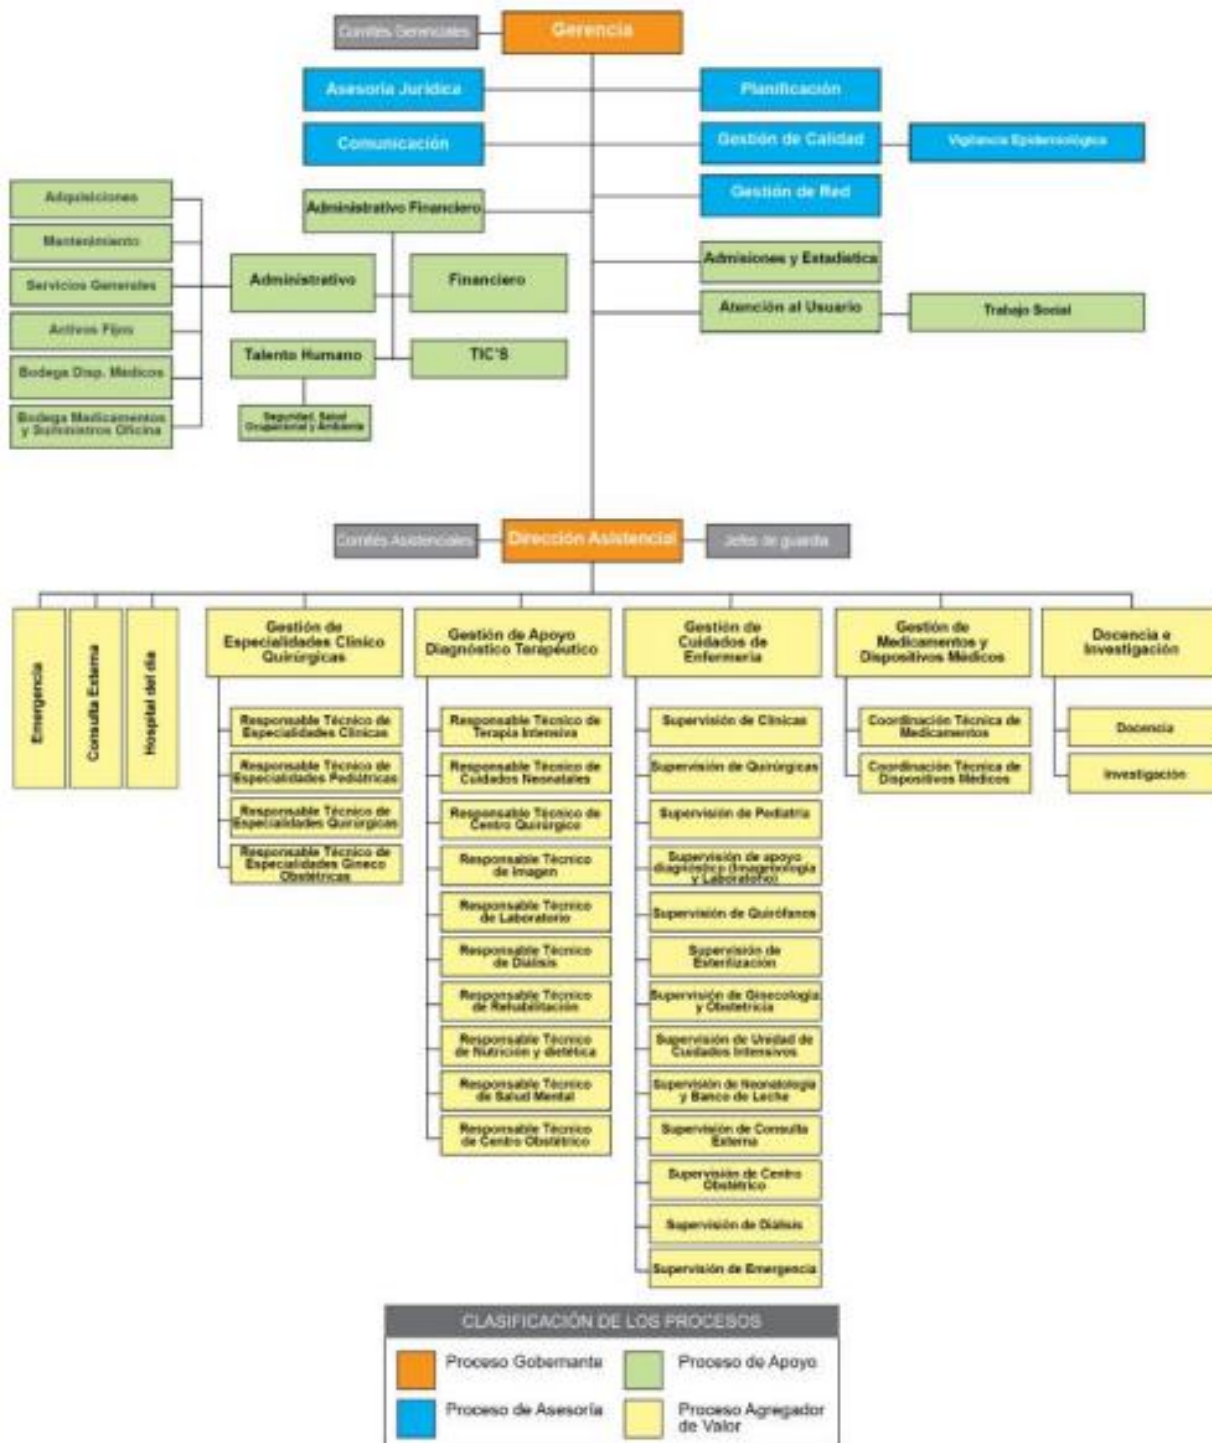 Comités Gerenciales
Gerencia
Asesoría Jurídica
Planificación
Comunicación
Gestión de Calidad
Vigilancia Epidemiológica
Gestión de Red
Adquisiciones
Mantenimiento
Servicios Generales
Activos Fijos
Bodega Disp. Médicos
Bodega Medicamentos
y Suministros Oficina
Administrativo Financiero
Administrativo
Financiero
Talento Humano
TIC'S
Seguridad, Salud
Ocupacional y Ambiente
Admisiones y Estadística
Atención al Usuario
Trabajo Social
Comités Asistenciales
Dirección Asistencial
Jefes de guardia
Emergencia
Consulta Externa
Hospital del día
Gestión de
Especialidades Clínico
Quirúrgicas
Responsable Técnico de
Especialidades Clínicas
Responsable Técnico de
Especialidades Pediátricas
Responsable Técnico de
Especialidades Quirúrgicas
Responsable Técnico de
Especialidades Gineco
Obstétricas
Gestión de Apoyo
Diagnóstico Terapéutico
Responsable Técnico de
Terapia Intensiva
Responsable Técnico de
Cuidados Neonatales
Responsable Técnico de
Centro Quirúrgico
Responsable Técnico
de Imagen
Responsable Técnico
de Laboratorio
Responsable Técnico
de Diálisis
Responsable Técnico
de Rehabilitación
Responsable Técnico
de Nutrición y dietética
Responsable Técnico
de Salud Mental
Responsable Técnico
de Centro Obstétrico
Gestión de
Cuidados de
Enfermería
Supervisión de Clínicas
Supervisión de Quirúrgicas
Supervisión de Pediatría
Supervisión de apoyo
diagnóstico (Imagenología
y Laboratorio)
Supervisión de Quirófanos
Supervisión de
Esterilización
Supervisión de Ginecología
y Obstetricia
Supervisión de Unidad de
Cuidados Intensivos
Supervisión de Neonatología
y Banco de Leche
Supervisión de Consulta
Externa
Supervisión de Centro
Obstétrico
Supervisión de Diálisis
Supervisión de Emergencia
Gestión de
Medicamentos y
Dispositivos Médicos
Coordinación Técnica de
Medicamentos
Coordinación Técnica de
Dispositivos Médicos
Docencia e
Investigación
Docencia
Investigación
CLASIFICACIÓN DE LOS PROCESOS
Proceso Gobernante
Proceso de Apoyo
Proceso de Asesoría
Proceso Agregador
de Valor